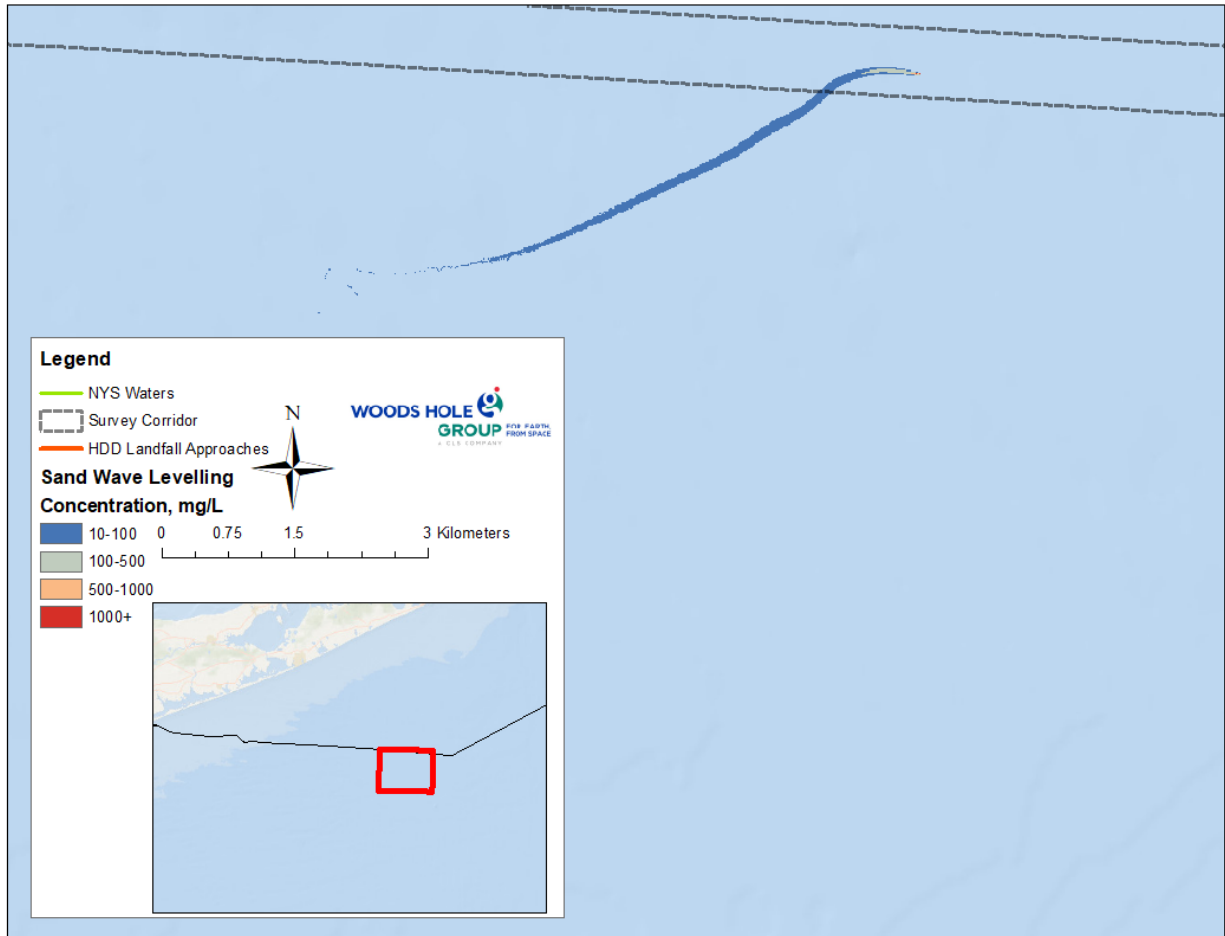 Legend
NYS Waters
Survey Corridor
HDD Landfall Approaches
N
WOODS HOLE
GROUP
FOR EARTH,
FROM SPACE
A CLS COMPANY
Sand Wave Levelling
Concentration, mg/L
10-100
100-500
500-1000
1000+
0 0.75 1.5 3 Kilometers